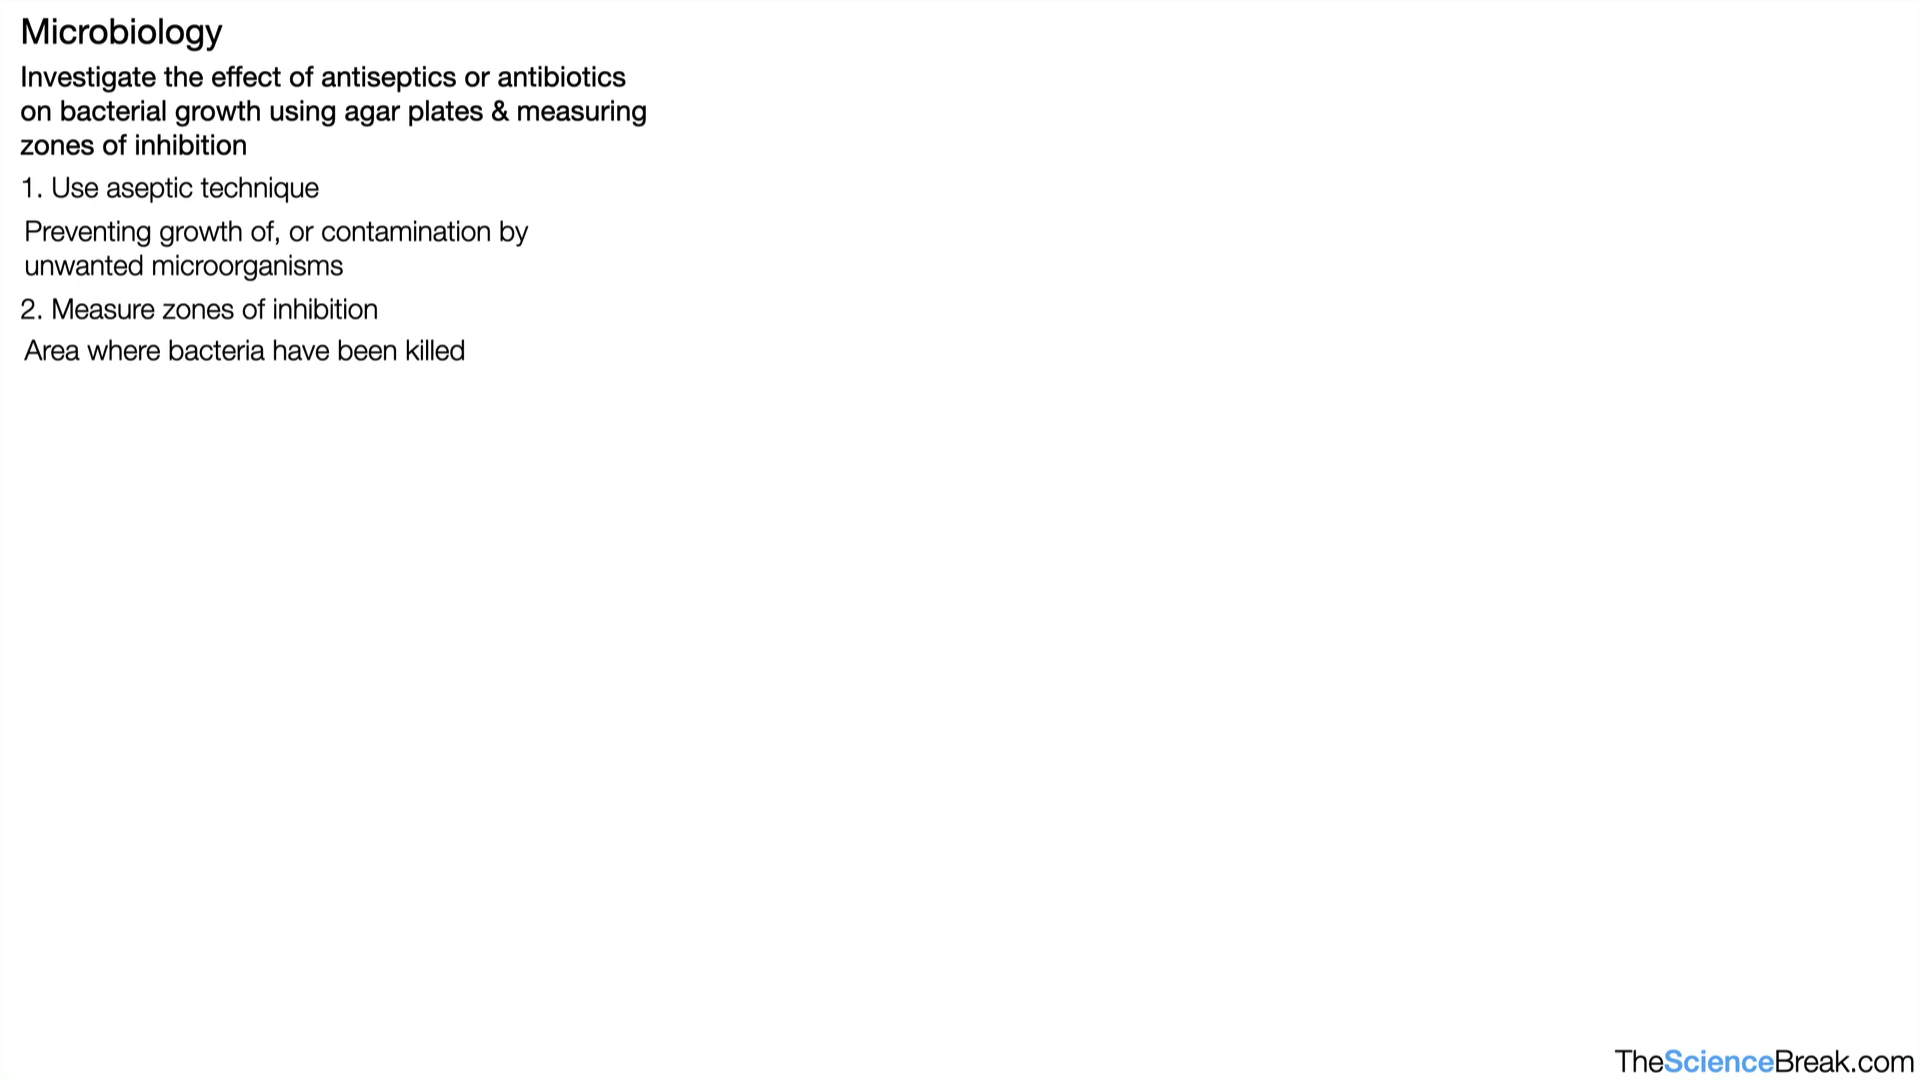 Microbiology
Investigate the effect of antiseptics or antibiotics
on bacterial growth using agar plates & measuring
zones of inhibition
1. Use aseptic technique
Preventing growth of, or contamination by
unwanted microorganisms
2. Measure zones of inhibition
Area where bacteria have been killed
TheScienceBreak.com